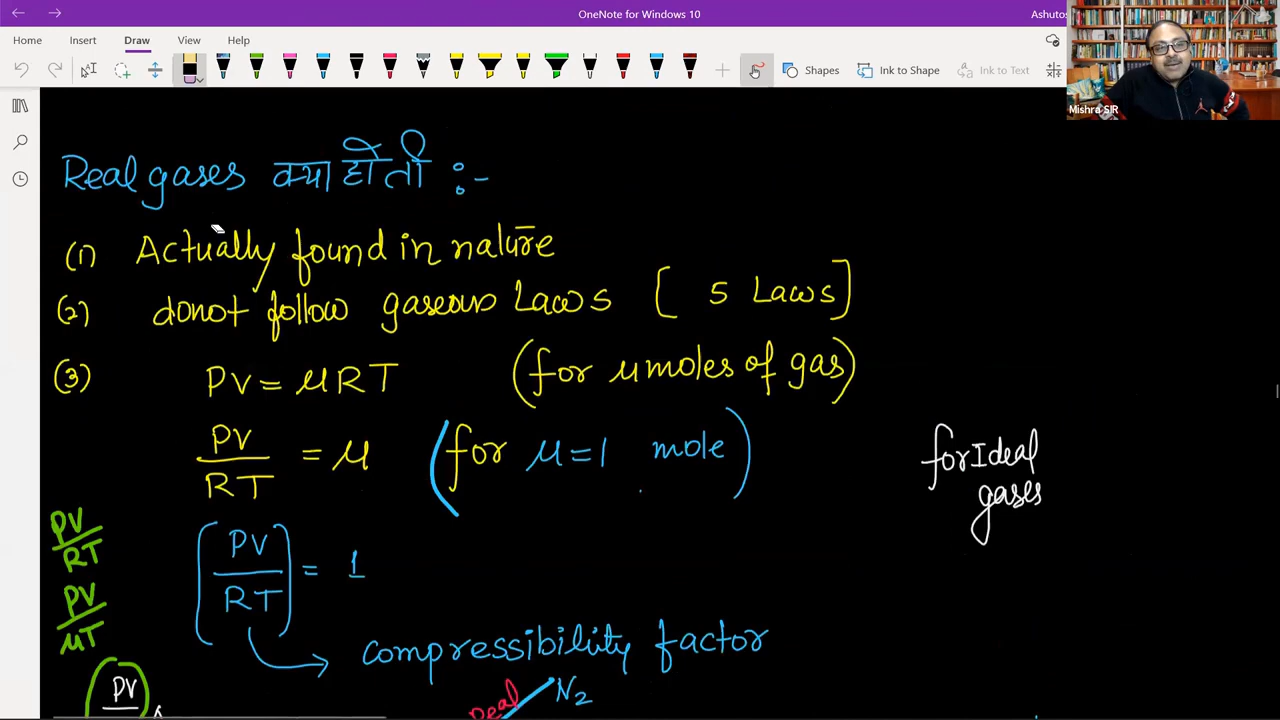 OneNote for Windows 10
Ashutos
Home Insert Draw View Help
Shapes Ink to Shape Ink to Text
Mishra SIR
Real gases क्या होती :-
(1) Actually found in nature
(2) donot follow gaseous Laws [ 5 Laws ]
(3) PV = μRT (for μ moles of gas)
PV/RT = μ (for μ = 1 mole)
for Ideal
gases
[PV/RT] = 1
compressibility factor
PV/RT
PV/μT
PV
Real N2